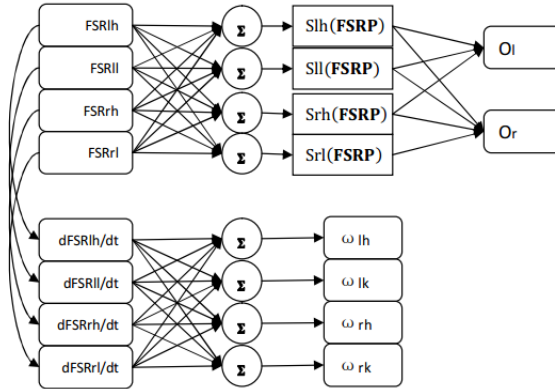 FSRlh Σ Slh(FSRP)
FSRll Σ Sll(FSRP) Ol
FSRrh Σ Srh(FSRP) Or
FSRrl Σ Srl(FSRP)
dFSRlh/dt Σ ω lh
dFSRll/dt Σ ω lk
dFSRrh/dt Σ ω rh
dFSRrl/dt Σ ω rk